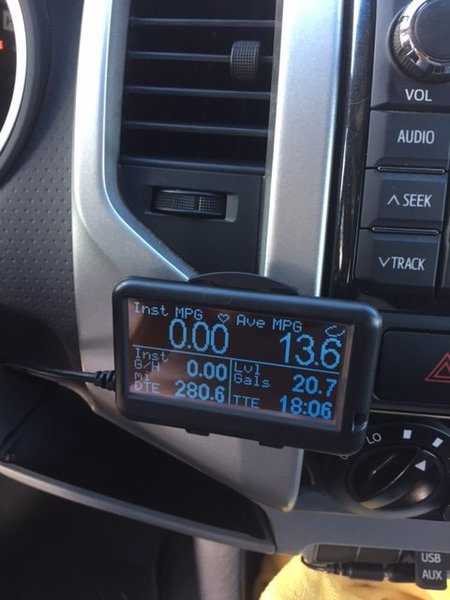 VOL
AUDIO
∧ SEEK
∨ TRACK
Inst MPG
Ave MPG
0.00
13.6
Inst
G/H 0.00
Lvl
Gals 20.7
mi
DTE 280.6
TTE 18:06
LO
USB
AUX